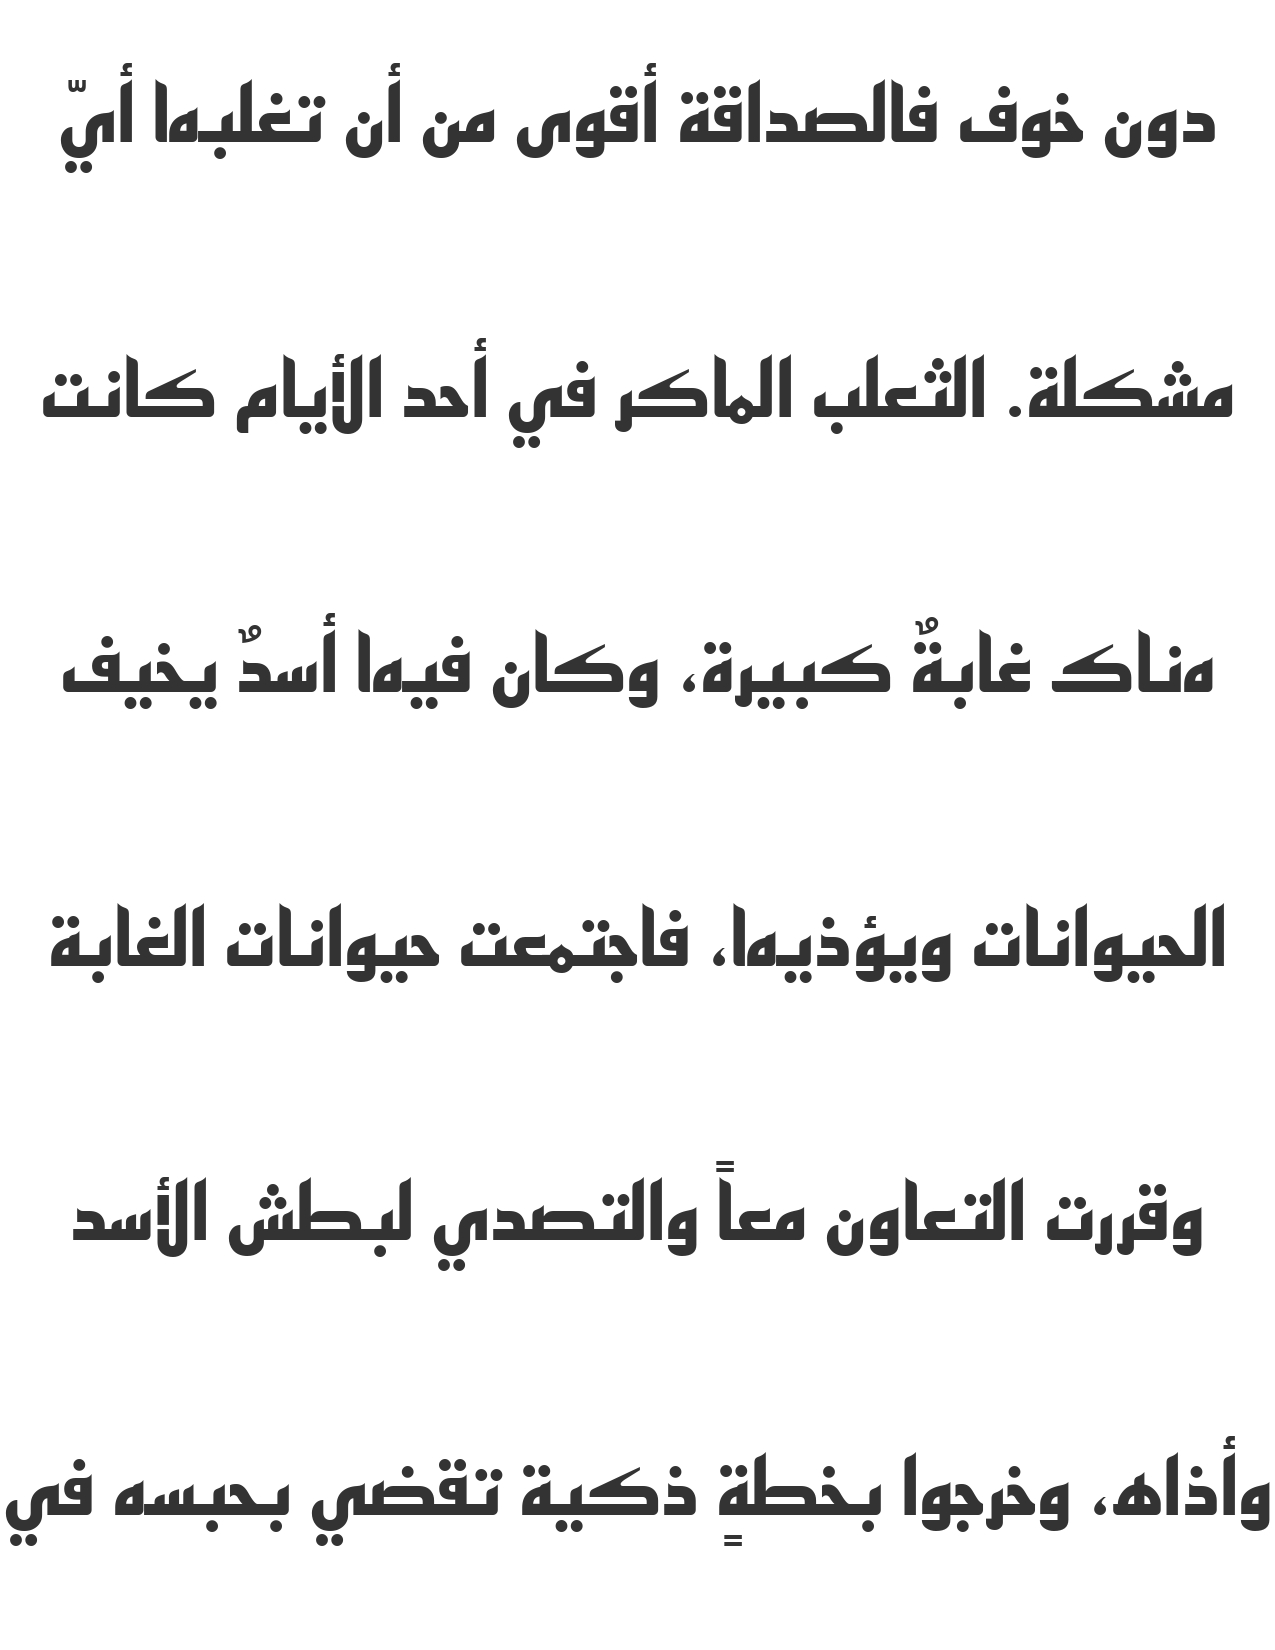 دون خوف فالصداقة أقوى من أن تغلبها أيّ
مشكلة. الثعلب الماكر في أحد الأيام كانت
هناك غابةٌ كبيرة، وكان فيها أسدٌ يخيف
الحيوانات ويؤذيها، فاجتمعت حيوانات الغابة
وقررت التعاون معاً والتصدي لبطش الأسد
وأذاه، وخرجوا بخطةٍ ذكية تقضي بحبسه في